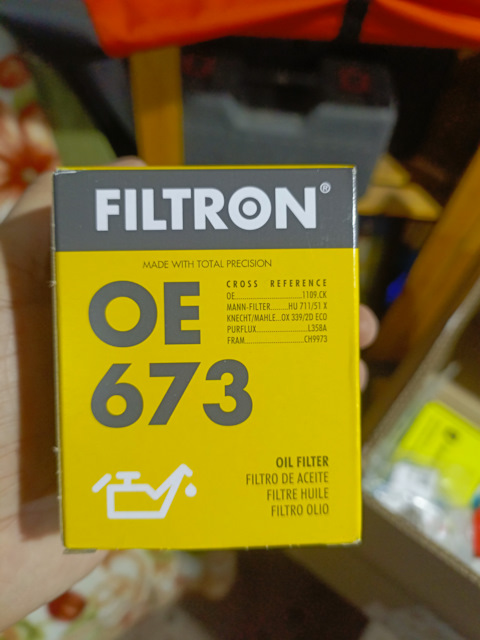 FILTRON®
MADE WITH TOTAL PRECISION
OE
673
CROSS REFERENCE
OE..............................1109.CK
MANN-FILTER........HU 711/51 X
KNECHT/MAHLE...OX 339/2D ECO
PURFLUX......................L358A
FRAM..........................CH9973
OIL FILTER
FILTRO DE ACEITE
FILTRE HUILE
FILTRO OLIO